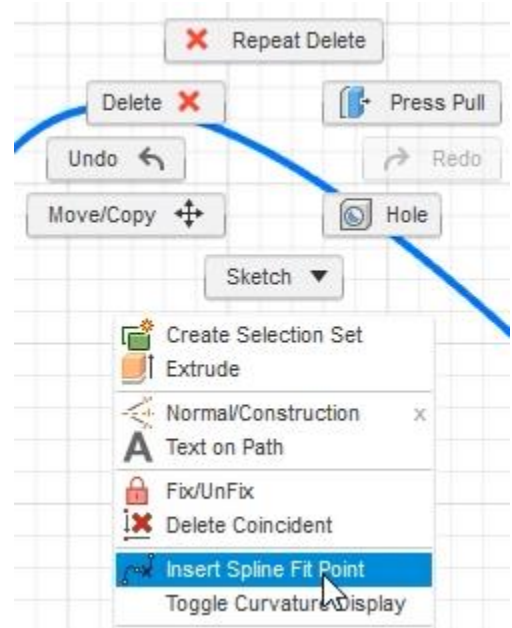 Repeat Delete
Delete
Press Pull
Undo
Redo
Move/Copy
Hole
Sketch
Create Selection Set
Extrude
Normal/Construction x
Text on Path
Fix/UnFix
Delete Coincident
Insert Spline Fit Point
Toggle Curvature Display